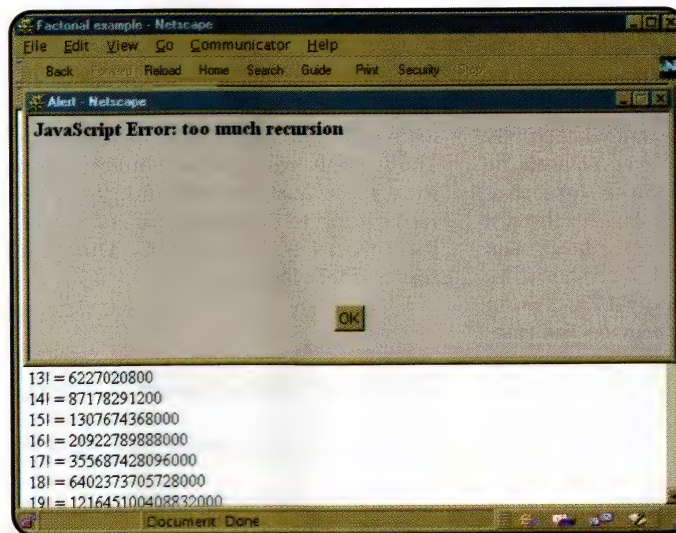 Factorial example - Netscape
File Edit View Go Communicator Help
Back Forward Reload Home Search Guide Print Security Stop
Alert - Netscape
JavaScript Error: too much recursion
OK
13! = 6227020800
14! = 87178291200
15! = 1307674368000
16! = 20922789888000
17! = 355687428096000
18! = 6402373705728000
19! = 121645100408832000
Document: Done